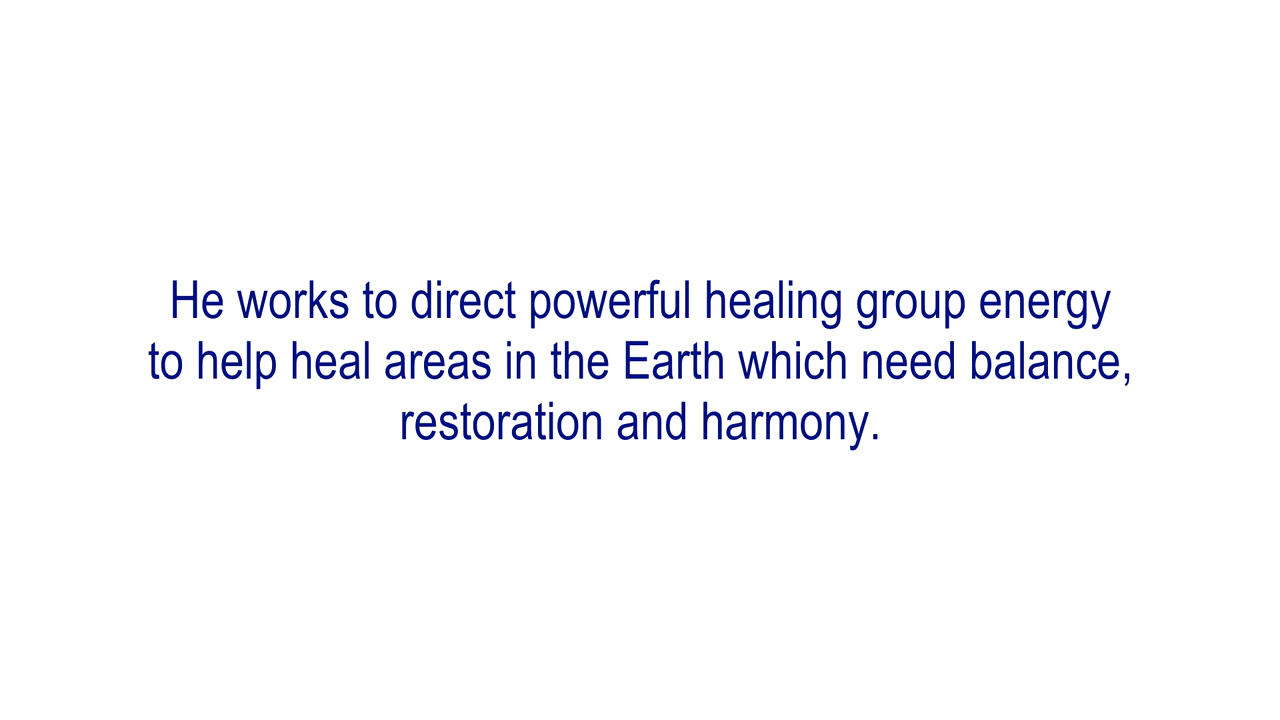 He works to direct powerful healing group energy
to help heal areas in the Earth which need balance,
restoration and harmony.